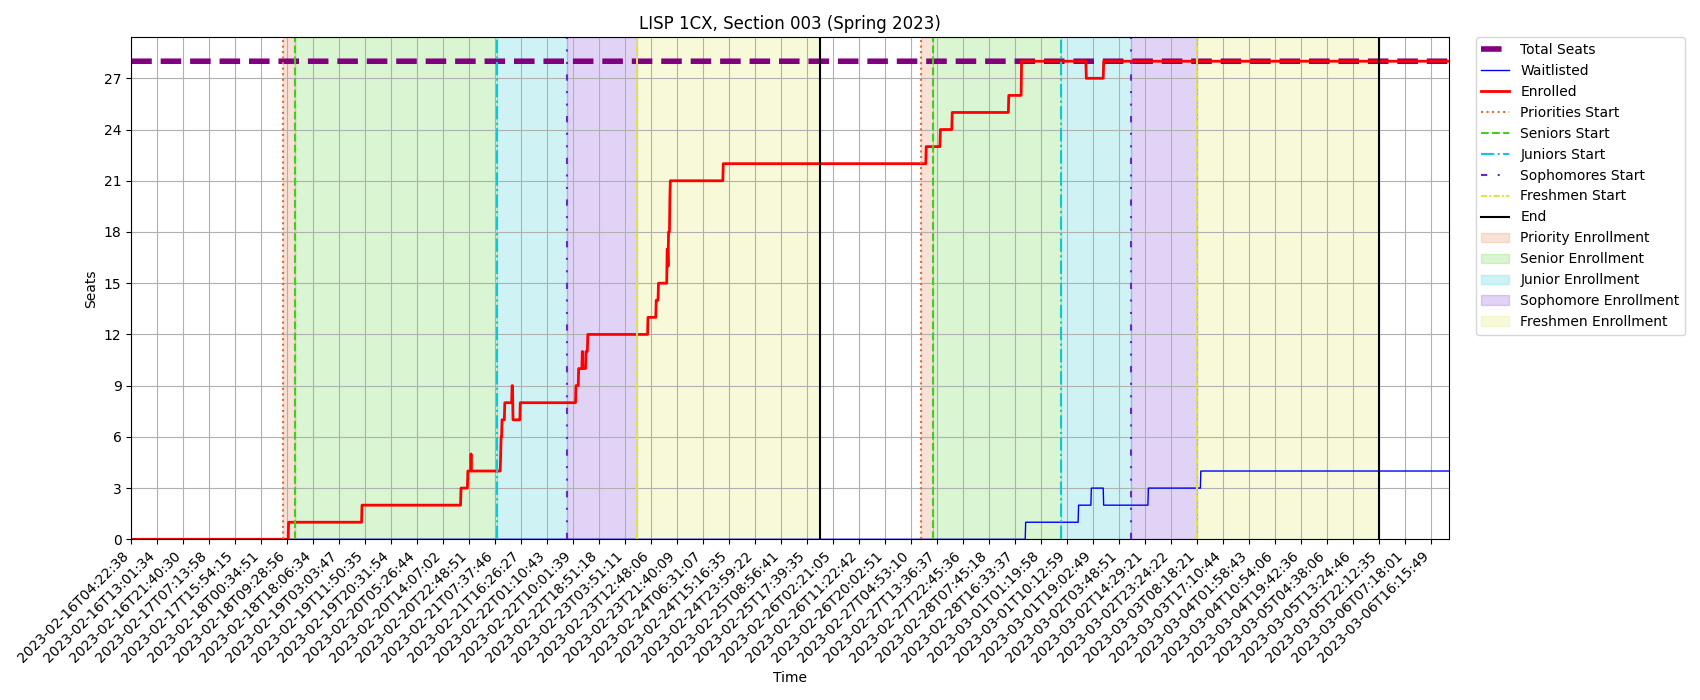 LISP 1CX, Section 003 (Spring 2023)
Seats
27
24
21
18
15
12
9
6
3
0
2023-02-16T04:22:38
2023-02-16T13:01:34
2023-02-16T21:40:30
2023-02-17T07:13:58
2023-02-17T15:54:15
2023-02-18T00:34:51
2023-02-18T09:28:56
2023-02-18T18:06:34
2023-02-19T03:03:47
2023-02-19T11:50:35
2023-02-19T20:31:54
2023-02-20T05:26:44
2023-02-20T14:07:02
2023-02-20T22:48:51
2023-02-21T07:37:46
2023-02-21T16:26:27
2023-02-22T01:10:43
2023-02-22T10:01:39
2023-02-22T18:51:18
2023-02-23T03:51:11
2023-02-23T12:48:06
2023-02-23T21:40:09
2023-02-24T06:31:07
2023-02-24T15:16:35
2023-02-24T23:59:22
2023-02-25T08:56:41
2023-02-25T17:39:35
2023-02-26T02:21:05
2023-02-26T11:22:42
2023-02-26T20:02:51
2023-02-27T04:53:10
2023-02-27T13:36:37
2023-02-27T22:45:36
2023-02-28T07:45:18
2023-02-28T16:33:37
2023-03-01T01:19:58
2023-03-01T10:12:59
2023-03-01T19:02:49
2023-03-02T03:48:51
2023-03-02T14:29:21
2023-03-02T23:24:22
2023-03-03T08:18:21
2023-03-03T17:10:44
2023-03-04T01:58:43
2023-03-04T10:54:06
2023-03-04T19:42:36
2023-03-05T04:38:06
2023-03-05T13:24:46
2023-03-05T22:12:35
2023-03-06T07:18:01
2023-03-06T16:15:49
Time
Total Seats
Waitlisted
Enrolled
Priorities Start
Seniors Start
Juniors Start
Sophomores Start
Freshmen Start
End
Priority Enrollment
Senior Enrollment
Junior Enrollment
Sophomore Enrollment
Freshmen Enrollment